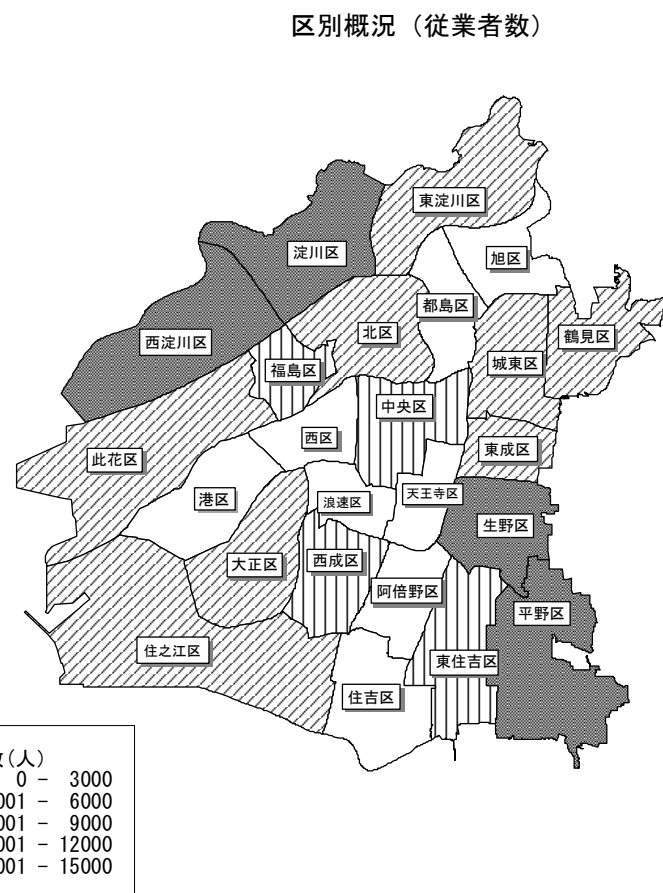 区別概況（従業者数）
東淀川区
淀川区
旭区
都島区
北区
鶴見区
西淀川区
城東区
福島区
中央区
西区
東成区
此花区
港区
浪速区
天王寺区
生野区
大正区
西成区
阿倍野区
平野区
住之江区
東住吉区
住吉区
(人)
0 - 3000
001 - 6000
001 - 9000
001 - 12000
001 - 15000